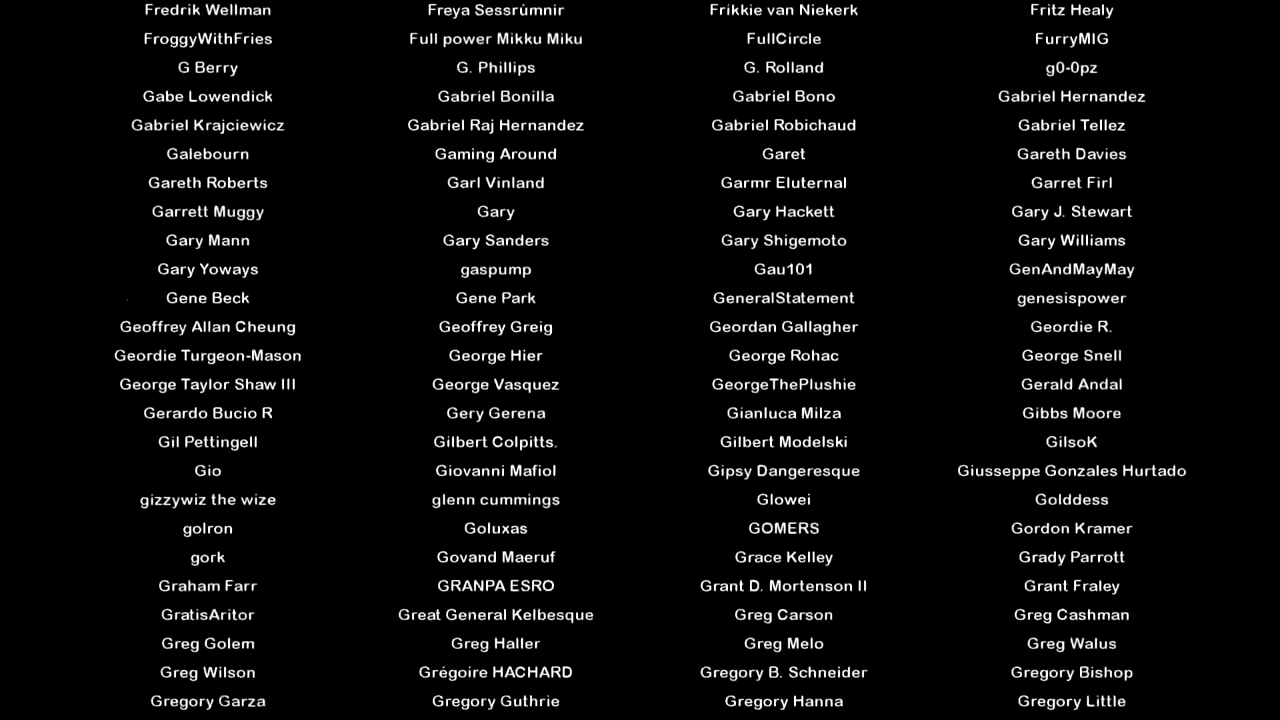 Fredrik Wellman Freya Sessrúmnir Frikkie van Niekerk Fritz Healy
FroggyWithFries Full power Mikku Miku FullCircle FurryMIG
G Berry G. Phillips G. Rolland g0-0pz
Gabe Lowendick Gabriel Bonilla Gabriel Bono Gabriel Hernandez
Gabriel Krajciewicz Gabriel Raj Hernandez Gabriel Robichaud Gabriel Tellez
Galebourn Gaming Around Garet Gareth Davies
Gareth Roberts Garl Vinland Garmr Eluternal Garret Firl
Garrett Muggy Gary Gary Hackett Gary J. Stewart
Gary Mann Gary Sanders Gary Shigemoto Gary Williams
Gary Yoways gaspump Gau101 GenAndMayMay
Gene Beck Gene Park GeneralStatement genesispower
Geoffrey Allan Cheung Geoffrey Greig Geordan Gallagher Geordie R.
Geordie Turgeon-Mason George Hier George Rohac George Snell
George Taylor Shaw III George Vasquez GeorgeThePlushie Gerald Andal
Gerardo Bucio R Gery Gerena Gianluca Milza Gibbs Moore
Gil Pettingell Gilbert Colpitts. Gilbert Modelski GilsoK
Gio Giovanni Mafiol Gipsy Dangeresque Giusseppe Gonzales Hurtado
gizzywiz the wize glenn cummings Glowei Golddess
golron Goluxas GOMERS Gordon Kramer
gork Govand Maeruf Grace Kelley Grady Parrott
Graham Farr GRANPA ESRO Grant D. Mortenson II Grant Fraley
GratisAritor Great General Kelbesque Greg Carson Greg Cashman
Greg Golem Greg Haller Greg Melo Greg Walus
Greg Wilson Grégoire HACHARD Gregory B. Schneider Gregory Bishop
Gregory Garza Gregory Guthrie Gregory Hanna Gregory Little